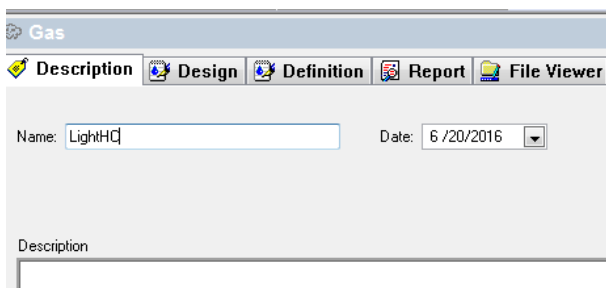 Gas
Description Design Definition Report File Viewer
Name: LightHC Date: 6 /20/2016
Description